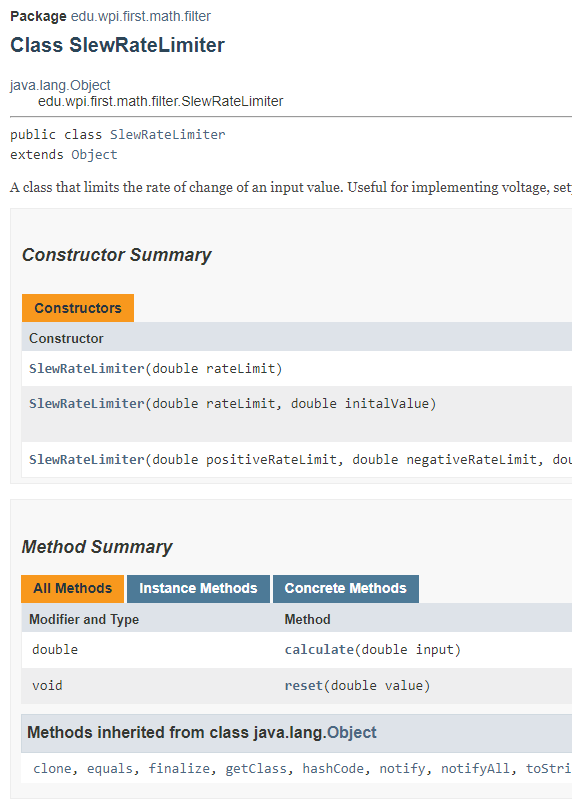 Package edu.wpi.first.math.filter
Class SlewRateLimiter
java.lang.Object
edu.wpi.first.math.filter.SlewRateLimiter
public class SlewRateLimiter
extends Object
A class that limits the rate of change of an input value. Useful for implementing voltage, set
Constructor Summary
Constructors
Constructor
SlewRateLimiter(double rateLimit)
SlewRateLimiter(double rateLimit, double initalValue)
SlewRateLimiter(double positiveRateLimit, double negativeRateLimit, dou
Method Summary
All Methods Instance Methods Concrete Methods
Modifier and Type Method
double calculate(double input)
void reset(double value)
Methods inherited from class java.lang.Object
clone, equals, finalize, getClass, hashCode, notify, notifyAll, toStri